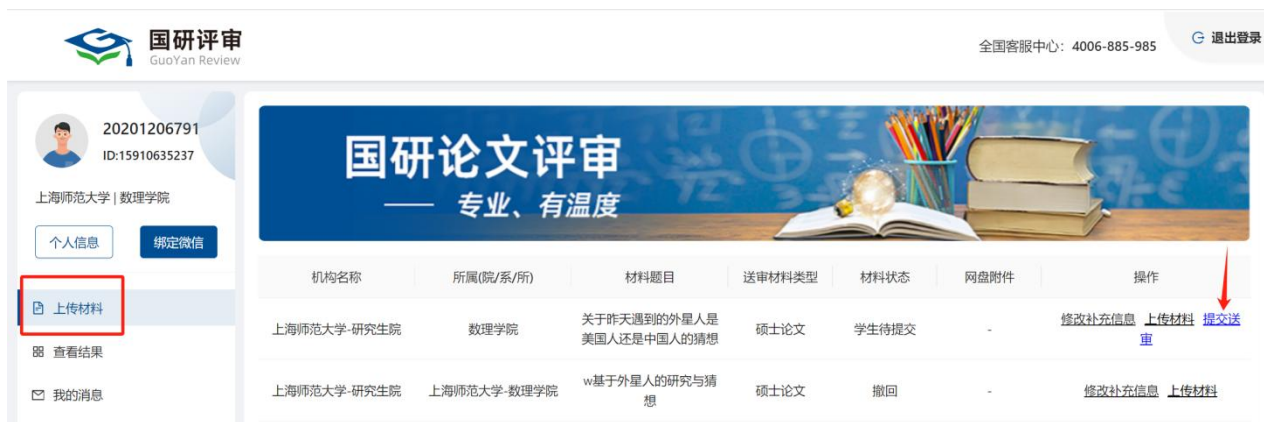 国研评审
GuoYan Review
全国客服中心：4006-885-985
退出登录
20201206791
ID:15910635237
上海师范大学 | 数理学院
个人信息
绑定微信
上传材料
查看结果
我的消息
国研论文评审
—— 专业、有温度
机构名称 所属(院/系/所) 材料题目 送审材料类型 材料状态 网盘附件 操作
上海师范大学-研究生院 数理学院 关于昨天遇到的外星人是 硕士论文 学生待提交 - 修改补充信息 上传材料 提交送
美国人还是中国人的猜想 审
上海师范大学-研究生院 上海师范大学-数理学院 w基于外星人的研究与猜 硕士论文 撤回 - 修改补充信息 上传材料
想